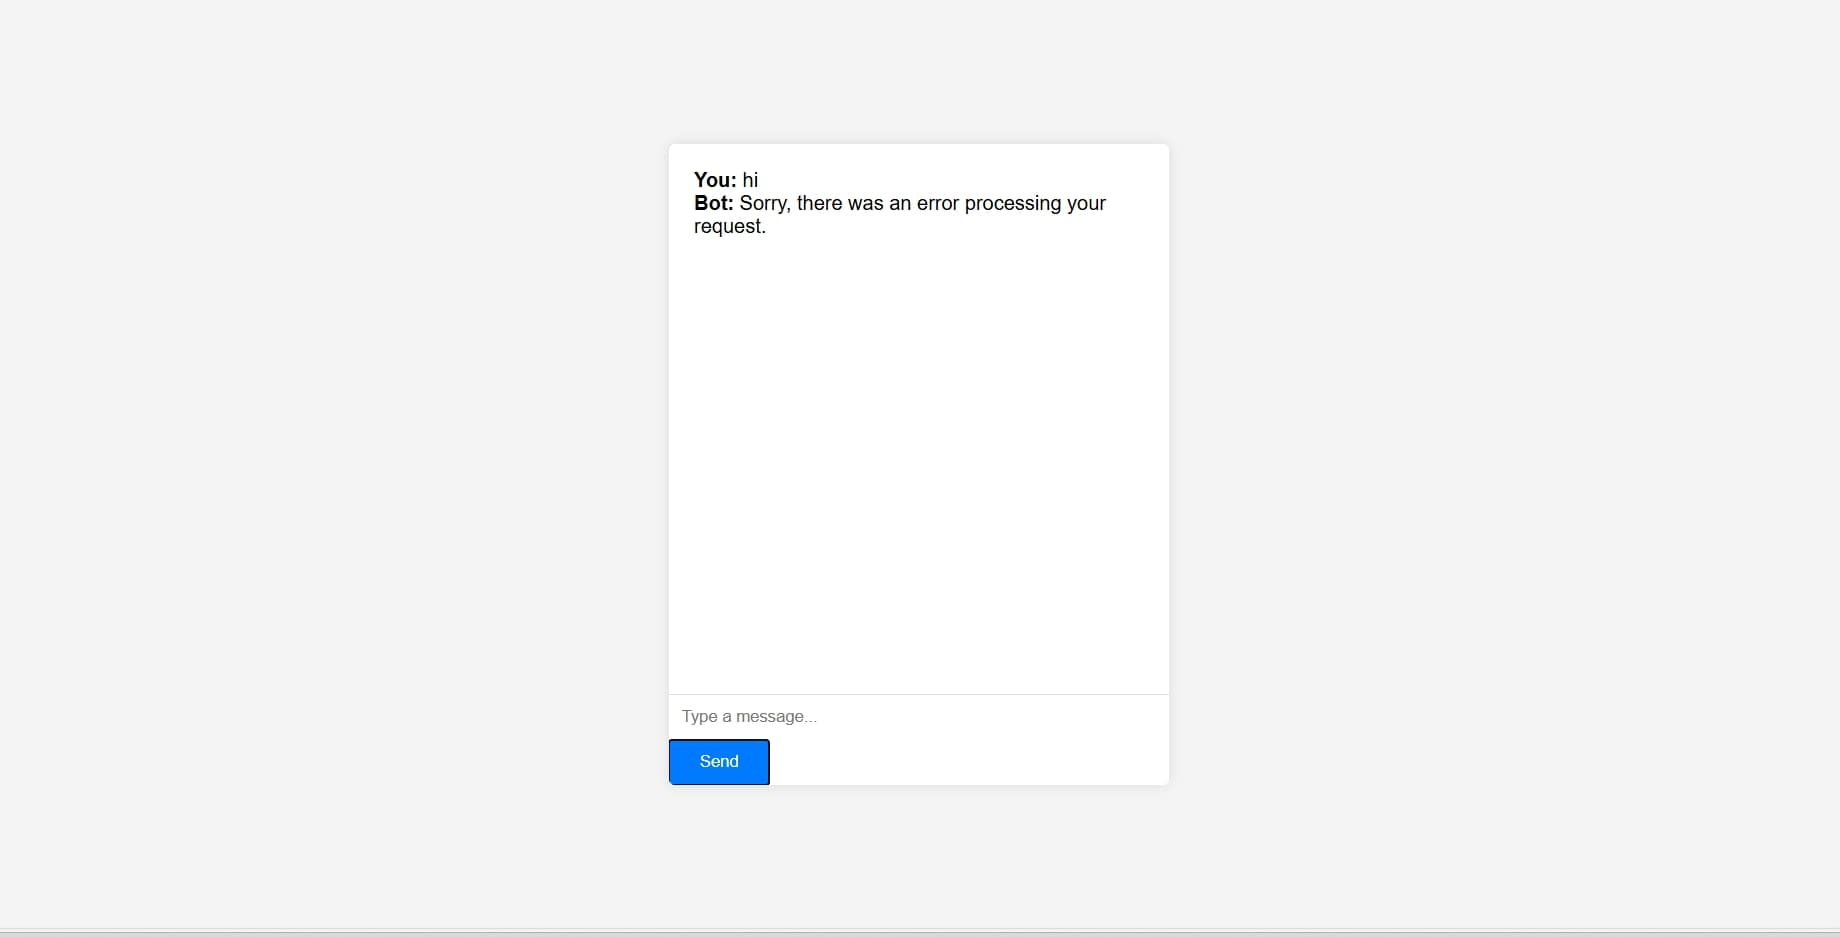 You: hi
Bot: Sorry, there was an error processing your
request.
Type a message...
Send